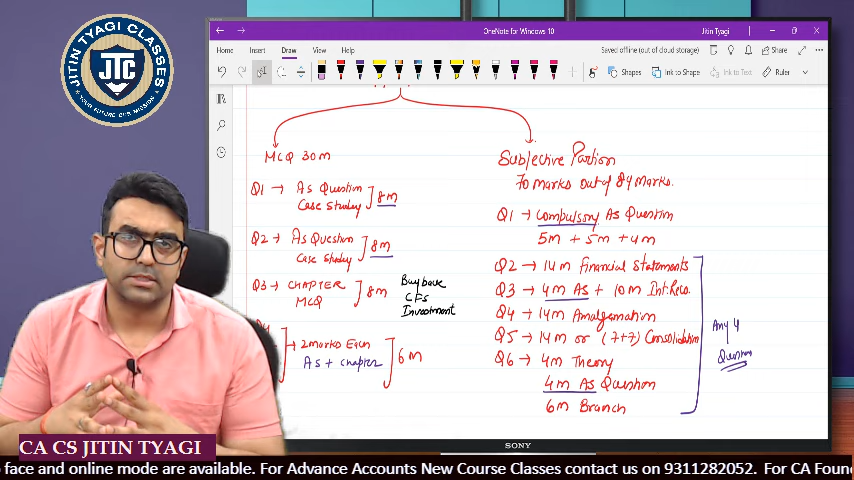 JITIN TYAGI CLASSES
JTC
YOUR FUTURE OUR MISSION
OneNote for Windows 10
Jitin Tyagi
Home Insert Draw View Help
Saved offline (out of cloud storage)
Share
Shapes
Ink to Shape
Ink to Text
Ruler
MCQ 30m
Q1 → As Question
Case Study ] 8m
Q2 → As Question
Case Study ] 8m
Q3 → CHAPTER
MCQ ] 8m
Buyback
CFS
Investment
→ 2marks Each
As + chapter ] 6m
Subjective Partion
70 marks out of 84 marks.
Q1 → Compulsory As Question
5m + 5m + 4m
Q2 → 14m Financial Statements
Q3 → 4m As + 10m Int. Reco.
Q4 → 14m Amalgamation
Q5 → 14m or (7+7) Consolidation
Q6 → 4m Theory
4m As Question
6m Branch
Any 4
Question
SONY
CA CS JITIN TYAGI
face and online mode are available. For Advance Accounts New Course Classes contact us on 9311282052. For CA Foun